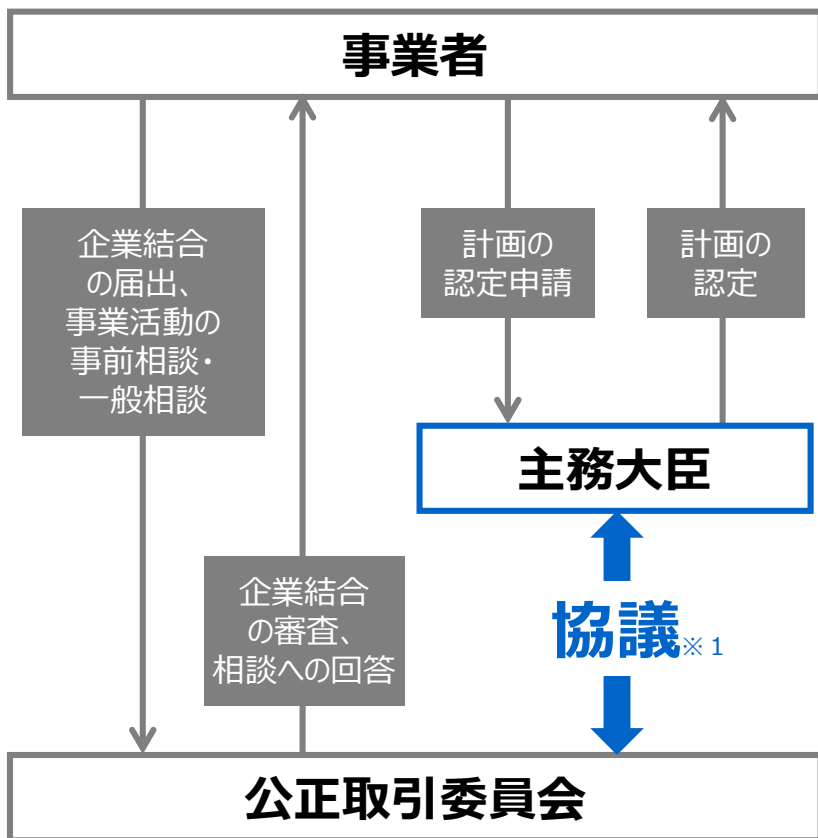 事業者
企業結合
の届出、
事業活動の
事前相談・
一般相談
計画の
認定申請
計画の
認定
主務大臣
企業結合
の審査、
相談への回答
協議※1
公正取引委員会